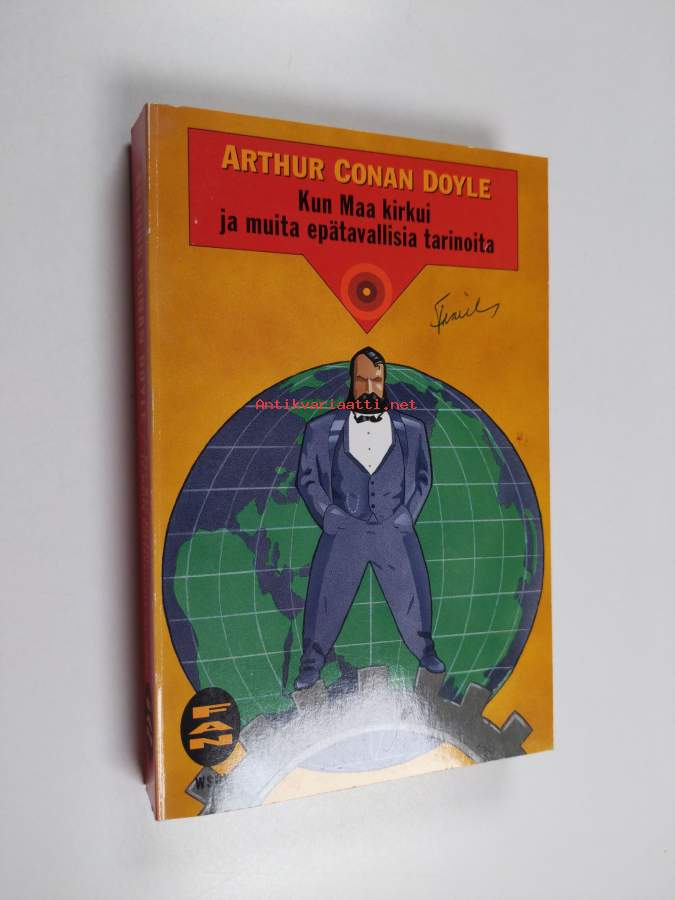 ARTHUR CONAN DOYLE
Kun Maa kirkui
ja muita epätavallisia tarinoita
Antikvariaatti.net
FAN